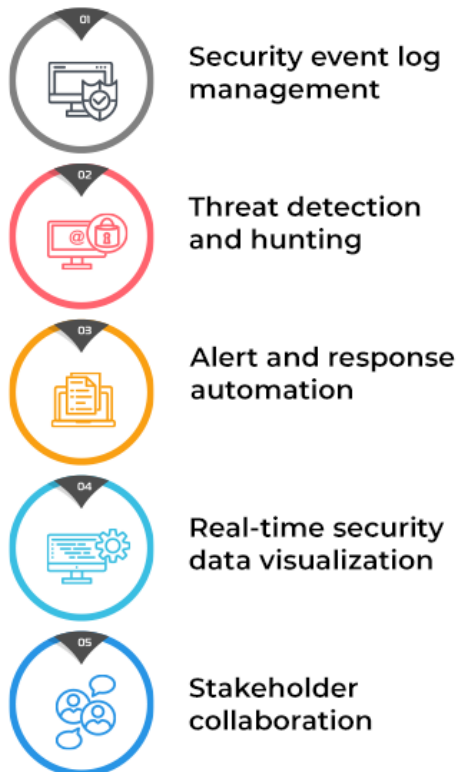 01
Security event log
management
02
@
Threat detection
and hunting
03
Alert and response
automation
04
Real-time security
data visualization
05
Stakeholder
collaboration